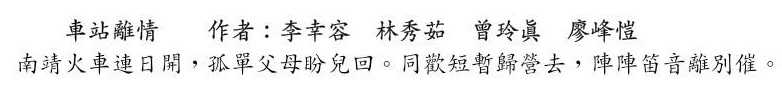 車站離情　作者：李幸容　林秀茹　曾玲眞　廖峰愷
南靖火車連日開，孤單父母盼兒回。同歡短暫歸營去，陣陣笛音離別催。